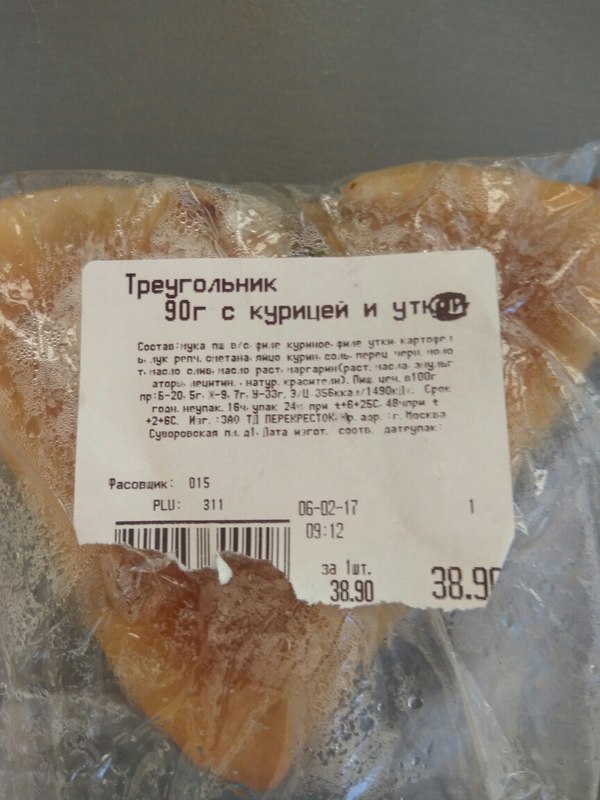 Треугольник
90г с курицей и утк
Состав:мука пш в/с, филе куриное, филе утки, картофел
ь, лук репч, сметана, яйцо курин, соль, перец черн. моло
т, масло слив, масло раст, маргарин(раст. масла, эмульг
аторы, лецитин, , натур. красители). Пищ. цен. в100г
пр:Б-20, 5г, Ж-9, 7г, У-33г. Э/Ц 356ккал/1490кДж. Срок
годн. неупак. 16ч, упак 24ч при t+6+25С. 48чпри t
+2+6С. Изг. :ЗАО ТД ПЕРЕКРЕСТОК, Юр. адр. :г. Москва
Суворовская пл. д1. Дата изгот. соотв. датеупак.
Фасовщик: 015
PLU: 311
06-02-17
1
09:12
за 1шт.
38.90
38.90